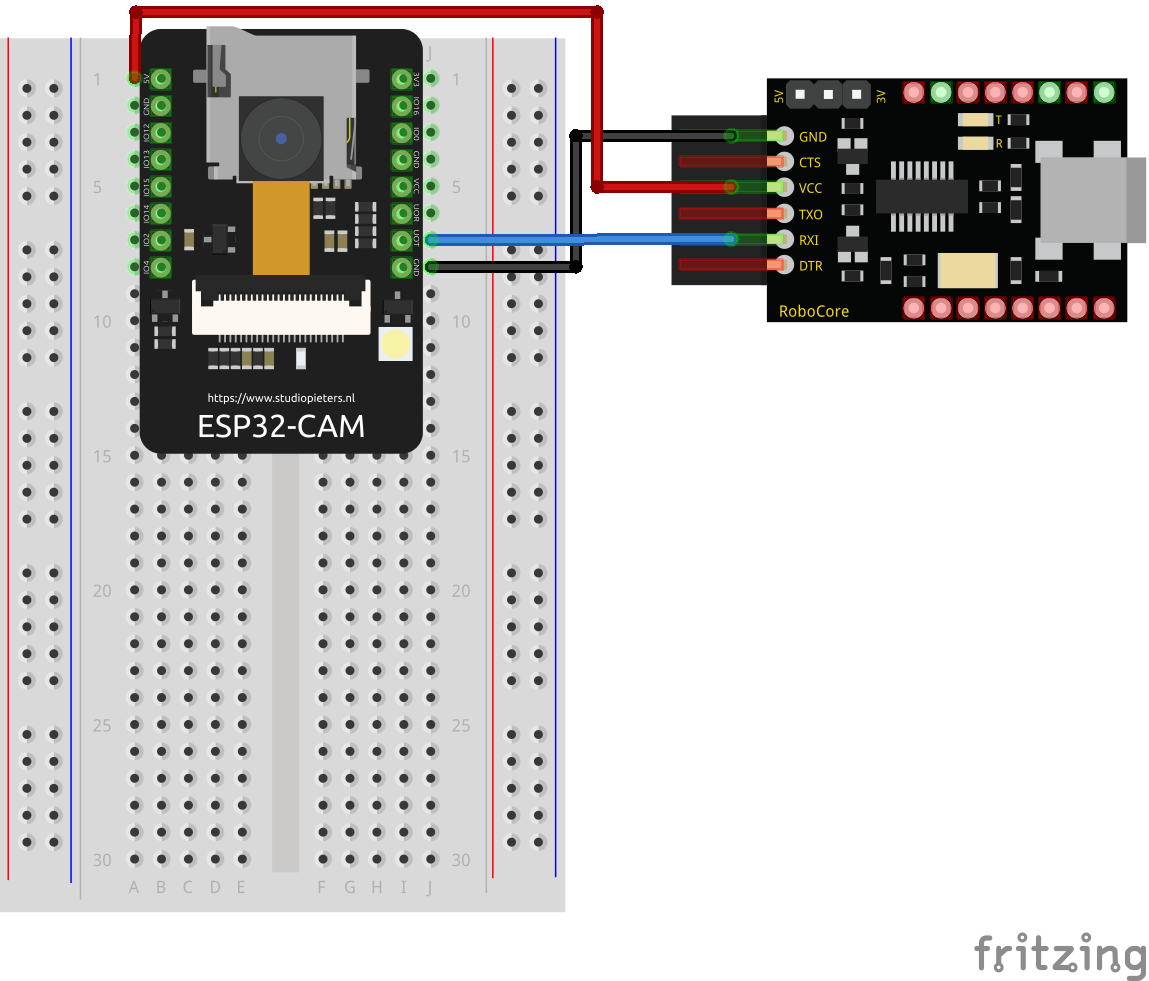 J
1
1
5
5
10
10
15
15
20
20
25
25
30
30
A B C D E F G H I J
5V
GND
IO12
IO13
IO15
IO14
IO2
IO4
3V3
IO16
IO0
GND
VCC
UOR
UOT
GND
https://www.studiopieters.nl
ESP32-CAM
5V
3V
T
R
GND
CTS
VCC
TXO
RXI
DTR
RoboCore
fritzing